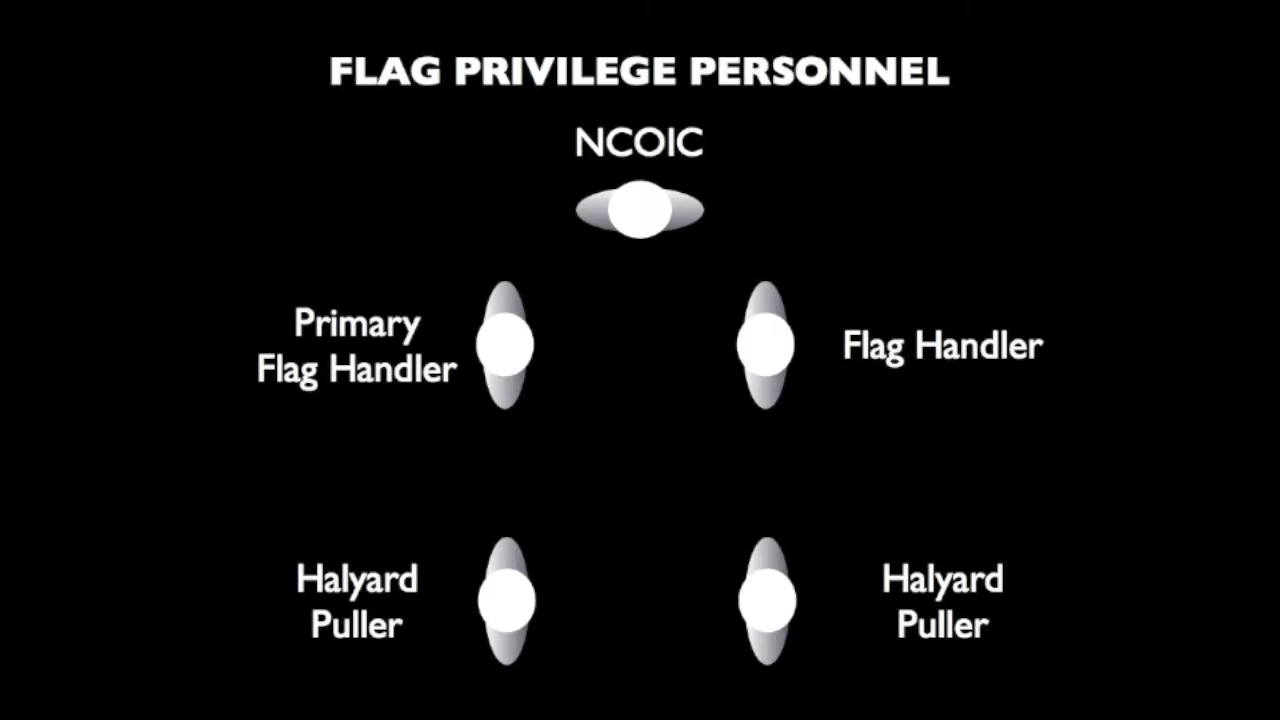 FLAG PRIVILEGE PERSONNEL
NCOIC
Primary
Flag Handler
Flag Handler
Halyard
Puller
Halyard
Puller